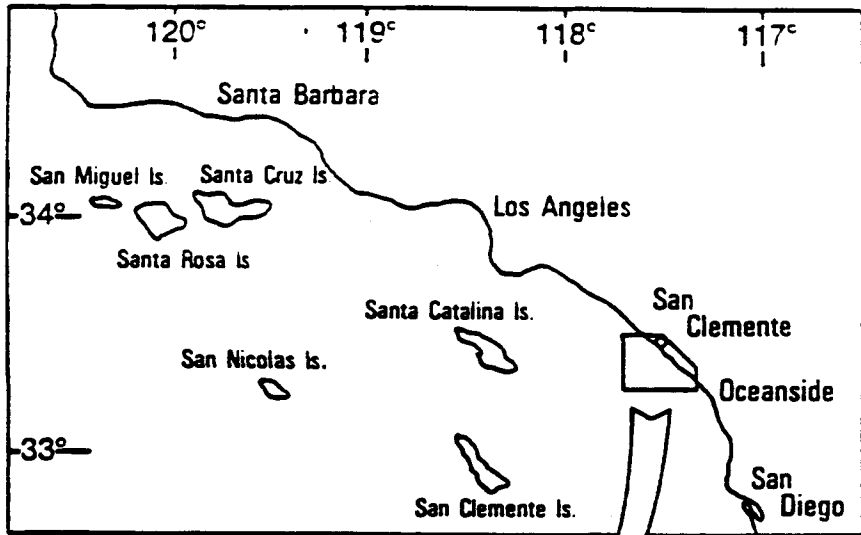 120° 119° 118° 117°
Santa Barbara
San Miguel Is. Santa Cruz Is.
34°
Los Angeles
Santa Rosa Is
San
Clemente
Santa Catalina Is.
San Nicolas Is.
Oceanside
33°
San
Diego
San Clemente Is.